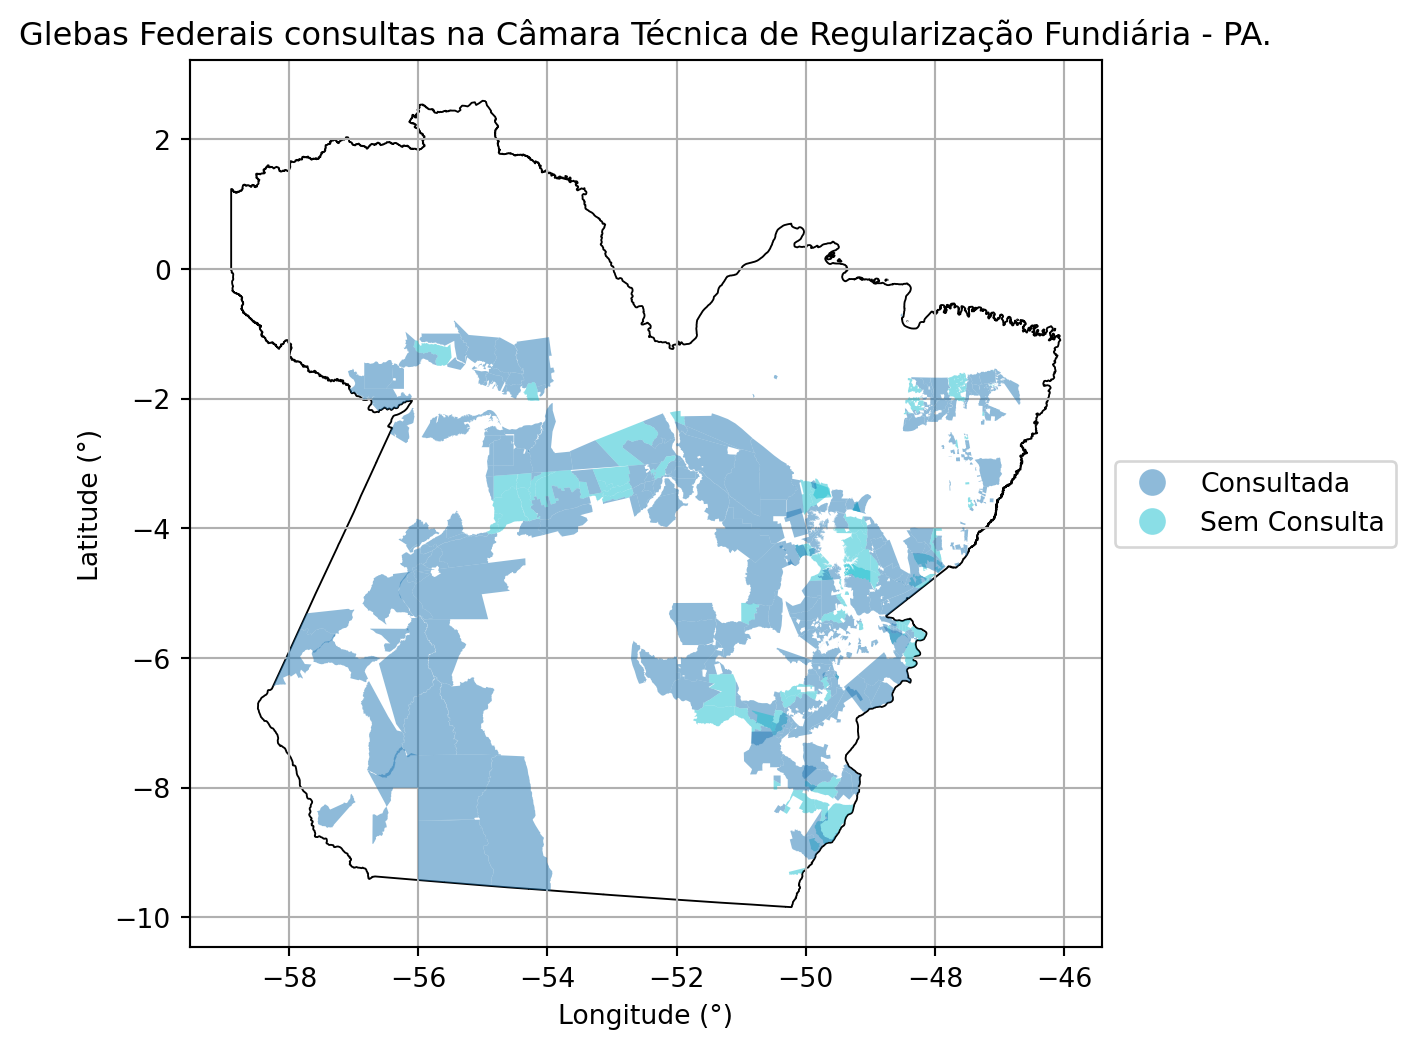 Glebas Federais consultas na Câmara Técnica de Regularização Fundiária - PA.
2
0
−2
−4
−6
−8
−10
Latitude (°)
−58
−56
−54
−52
−50
−48
−46
Longitude (°)
Consultada
Sem Consulta